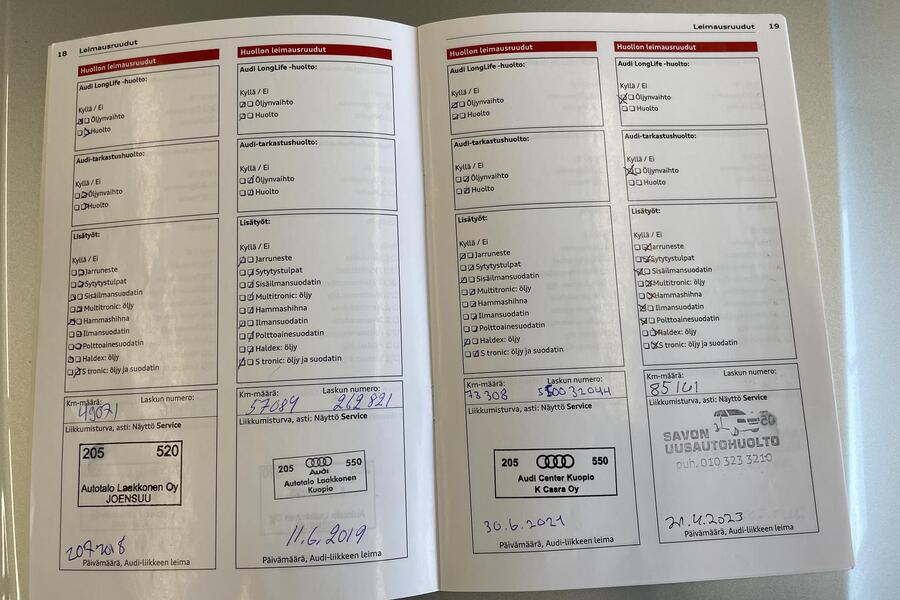 18 Leimausruudut
Huollon leimausruudut
Audi LongLife -huolto:
Kyllä / Ei
Öljynvaihto
Huolto
Audi-tarkastushuolto:
Kyllä / Ei
Öljynvaihto
Huolto
Lisätyöt:
Kyllä / Ei
Jarruneste
Sytytystulpat
Sisäilmansuodatin
Multitronic: öljy
Hammashihna
Ilmansuodatin
Polttoainesuodatin
Haldex: öljy
S tronic: öljy ja suodatin
Km-määrä: Laskun numero:
49071
Liikkumisturva, asti: Näyttö Service
205 520
Autotalo Laakkonen Oy
JOENSUU
Päivämäärä, Audi-liikkeen leima
Huollon leimausruudut
Audi LongLife -huolto:
Kyllä / Ei
Öljynvaihto
Huolto
Audi-tarkastushuolto:
Kyllä / Ei
Öljynvaihto
Huolto
Lisätyöt:
Kyllä / Ei
Jarruneste
Sytytystulpat
Sisäilmansuodatin
Multitronic: öljy
Hammashihna
Ilmansuodatin
Polttoainesuodatin
Haldex: öljy
S tronic: öljy ja suodatin
Km-määrä: Laskun numero:
57089 262821
Liikkumisturva, asti: Näyttö Service
205 550
Audi
Autotalo Laakkonen
Kuopio
11.6.2019
Päivämäärä, Audi-liikkeen leima
Leimausruudut 19
Huollon leimausruudut
Audi LongLife -huolto:
Kyllä / Ei
Öljynvaihto
Huolto
Audi-tarkastushuolto:
Kyllä / Ei
Öljynvaihto
Huolto
Lisätyöt:
Kyllä / Ei
Jarruneste
Sytytystulpat
Sisäilmansuodatin
Multitronic: öljy
Hammashihna
Ilmansuodatin
Polttoainesuodatin
Haldex: öljy
S tronic: öljy ja suodatin
Km-määrä: Laskun numero:
73308
Liikkumisturva, asti: Näyttö Service
205 550
Audi Center Kuopio
K Caara Oy
30.6.2021
Päivämäärä, Audi-liikkeen leima
Huollon leimausruudut
Audi LongLife -huolto:
Kyllä / Ei
Öljynvaihto
Huolto
Audi-tarkastushuolto:
Kyllä / Ei
Öljynvaihto
Huolto
Lisätyöt:
Kyllä / Ei
Jarruneste
Sytytystulpat
Sisäilmansuodatin
Multitronic: öljy
Hammashihna
Ilmansuodatin
Polttoainesuodatin
Haldex: öljy
S tronic: öljy ja suodatin
Km-määrä: Laskun numero:
85161
Liikkumisturva, asti: Näyttö Service
SAVON
UUSAUTOHUOLTO
puh. 010 323 3210
21.4.2023
Päivämäärä, Audi-liikkeen leima